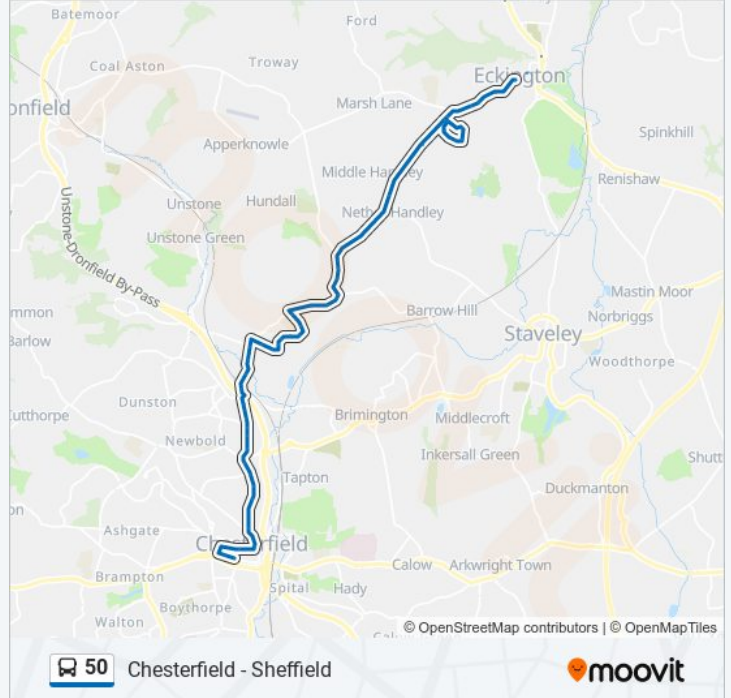 Batemoor
Ford
Coal Aston
Troway
Eckington
onfield
Marsh Lane
Spinkhill
Apperknowle
Middle Handley
Renishaw
Unstone
Hundall
Nether Handley
Unstone Green
Unstone-Dronfield By-Pass
Mastin Moor
mmon
Barrow Hill
Norbriggs
Barlow
Staveley
Woodthorpe
Dunston
Cutthorpe
Brimington
Middlecroft
Newbold
Inkersall Green
Shutt
Tapton
Duckmanton
on
Ashgate
Chesterfield
Calow
Arkwright Town
Brampton
Spital
Hady
Boythorpe
Walton
© OpenStreetMap contributors | © OpenMapTiles
50
Chesterfield - Sheffield
moovit